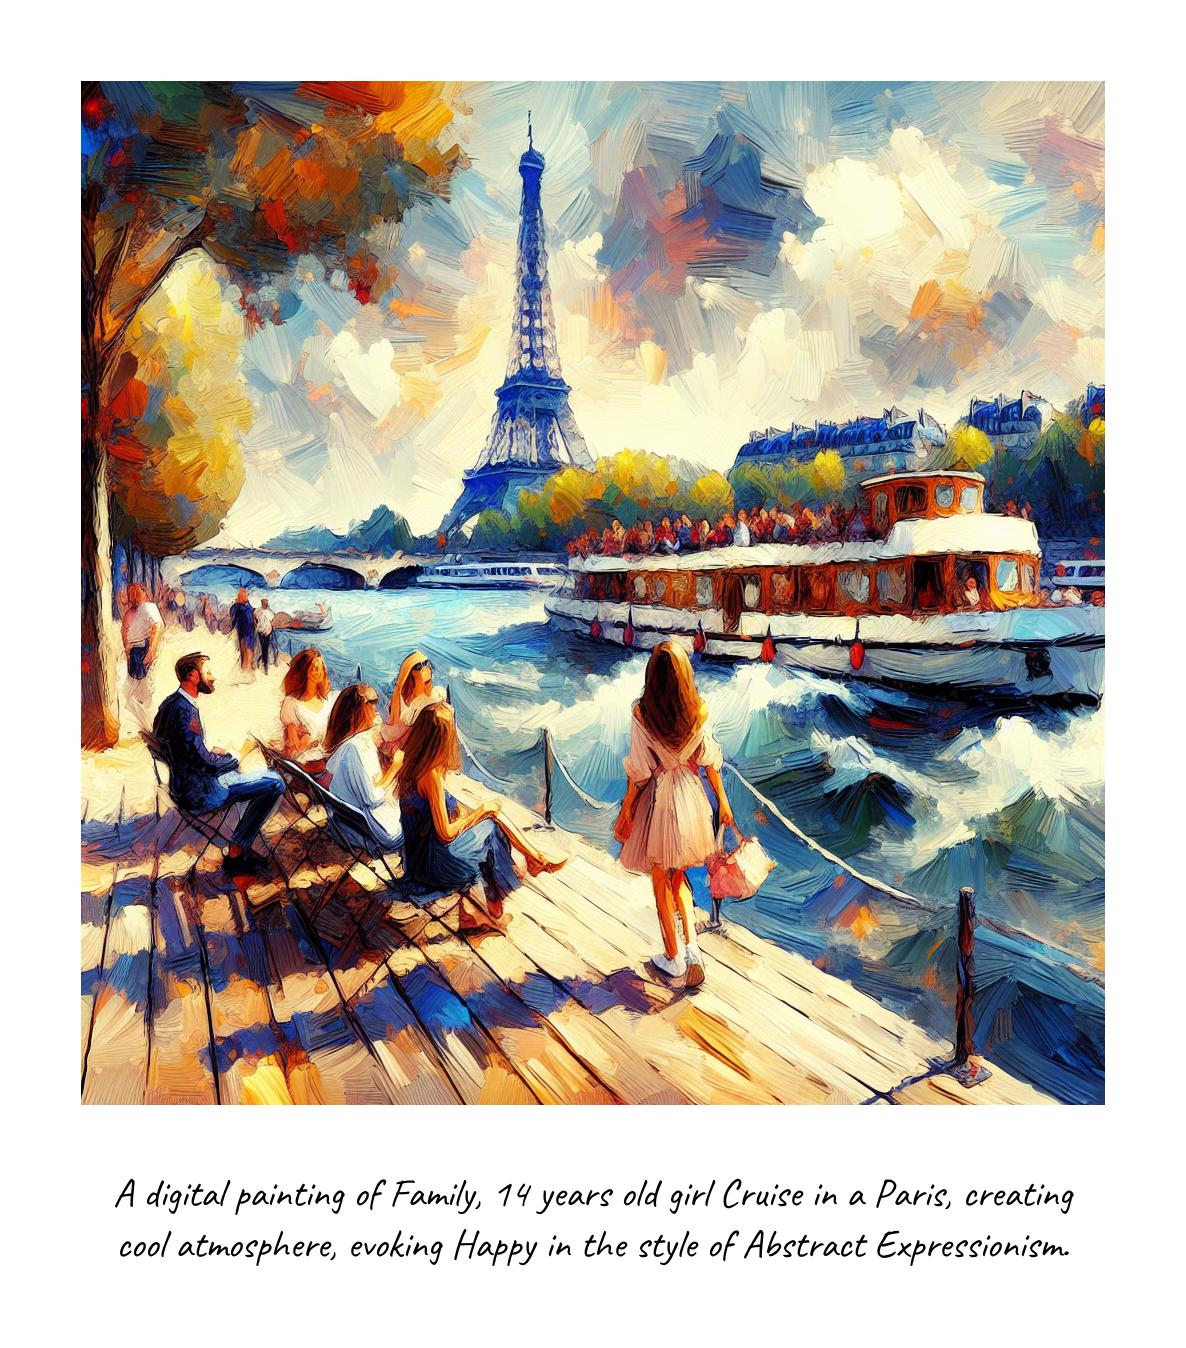 A digital painting of Family, 14 years old girl Cruise in a Paris, creating
cool atmosphere, evoking Happy in the style of Abstract Expressionism.